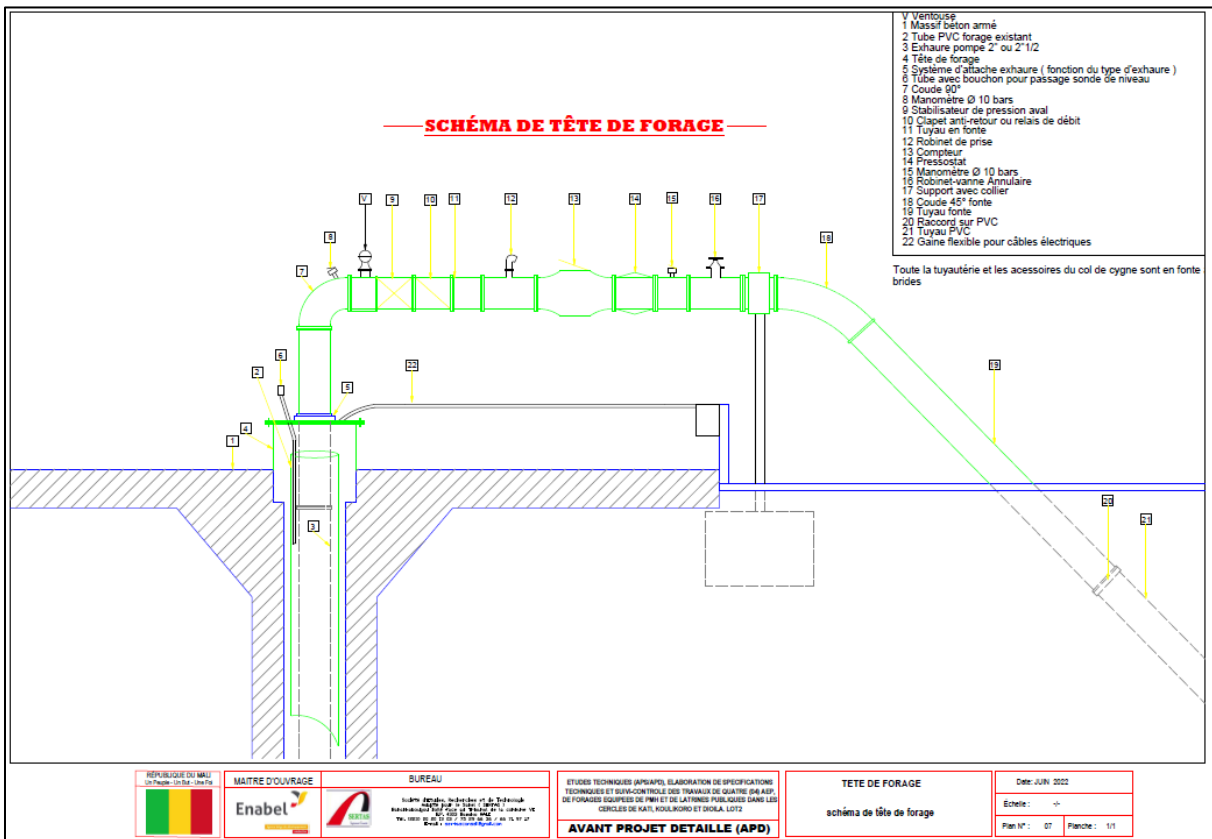 V Ventouse
1 Massif béton armé
2 Tube PVC forage existant
3 Exhaure pompe 2" ou 2"1/2
4 Tête de forage
5 Système d'attache exhaure ( fonction du type d'exhaure )
6 Tube avec bouchon pour passage sonde de niveau
7 Coude 90°
8 Manomètre Ø 10 bars
9 Stabilisateur de pression aval
10 Clapet anti-retour ou relais de débit
11 Tuyau en fonte
12 Robinet de prise
13 Compteur
14 Pressostat
15 Manomètre Ø 10 bars
16 Robinet-vanne Annulaire
17 Support avec collier
18 Coude 45° fonte
19 Tuyau fonte
20 Raccord sur PVC
21 Tuyau PVC
22 Gaine flexible pour câbles électriques
Toute la tuyautérie et les acessoires du col de cygne sont en fonte
brides
SCHÉMA DE TÊTE DE FORAGE
V
9
10
11
12
13
14
15
16
17
18
8
7
6
2
22
5
19
4
1
3
20
21
RÉPUBLIQUE DU MALI
Un Peuple - Un But - Une Foi
MAITRE D'OUVRAGE
Enabel
BUREAU
SERTAS
ETUDES TECHNIQUES (APS/APD), ELABORATION DE SPECIFICATIONS
TECHNIQUES ET SUIVI-CONTROLE DES TRAVAUX DE QUATRE (04) AEP,
DE FORAGES EQUIPEES DE PMH ET DE LATRINES PUBLIQUES DANS LES
CERCLES DE KATI, KOULIKORO ET DIOILA. LOT2
AVANT PROJET DETAILLE (APD)
TETE DE FORAGE
schéma de tête de forage
Date: JUIN 2022
Échelle : -/-
Plan N° : 07 Planche : 1/1